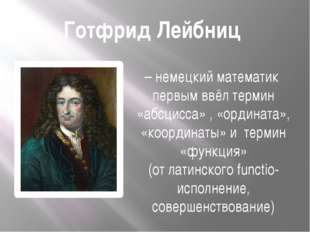 Готфрид Лейбниц
– немецкий математик
первым ввёл термин
«абсцисса» , «ордината»,
«координаты» и термин
«функция»
(от латинского functio-
исполнение,
совершенствование)